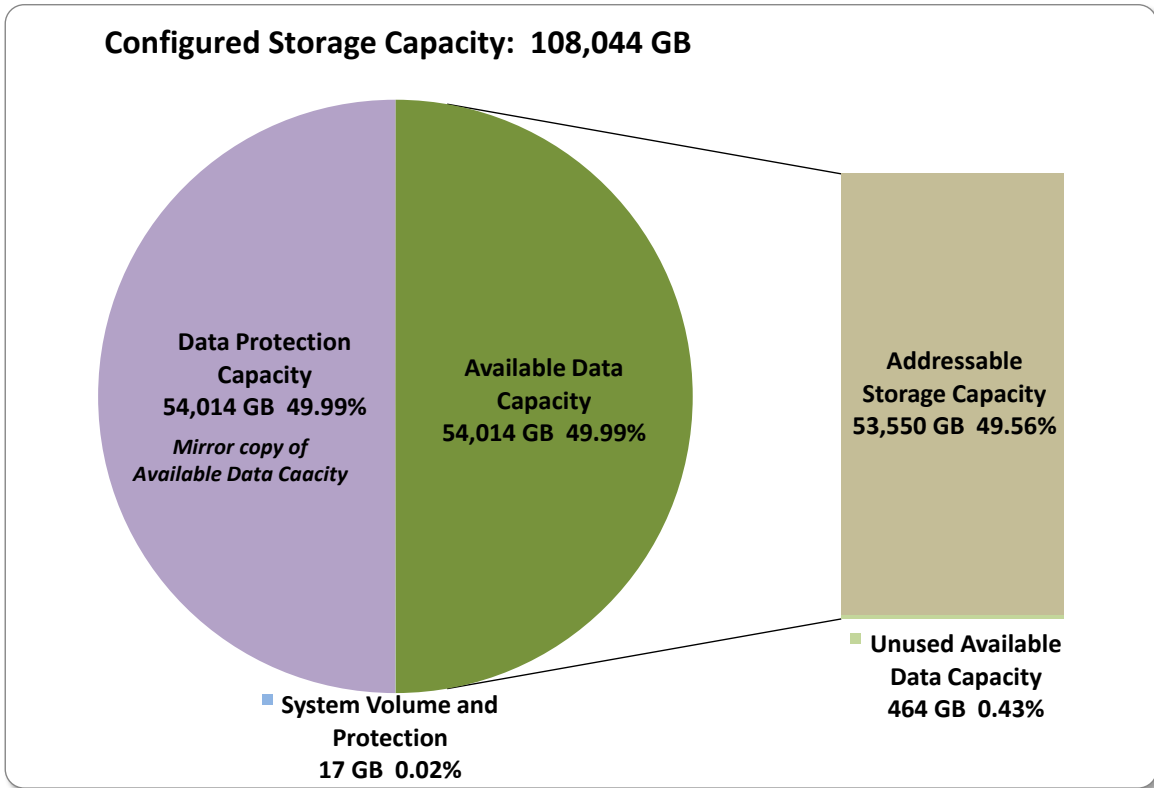 Configured Storage Capacity:  108,044 GB
Data Protection
Capacity
54,014 GB  49.99%
Mirror copy of
Available Data Caacity
Available Data
Capacity
54,014 GB  49.99%
Addressable
Storage Capacity
53,550 GB  49.56%
Unused Available
Data Capacity
464 GB  0.43%
System Volume and
Protection
17 GB  0.02%